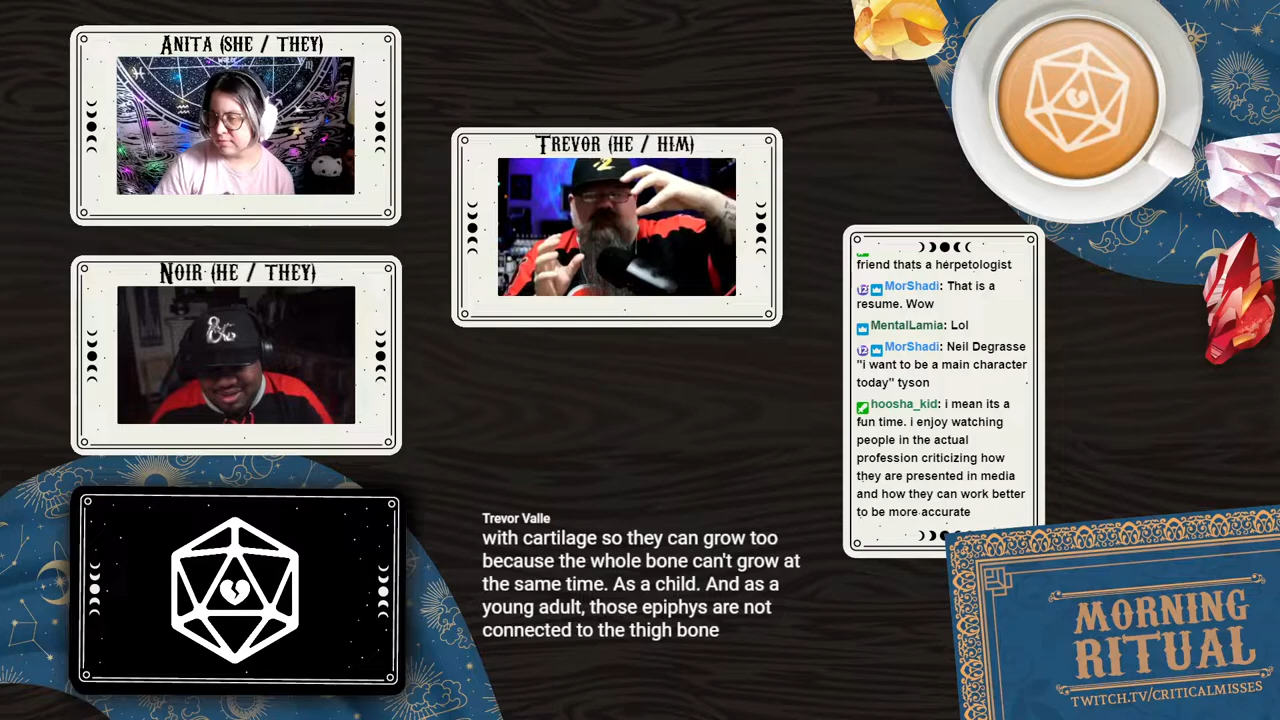 ANITA (SHE / THEY)
TREVOR (HE / HIM)
NOIR (HE / THEY)
friend thats a herpetologist
MorShadi: That is a
resume. Wow
MentalLamia: Lol
MorShadi: Neil Degrasse
"i want to be a main character
today" tyson
hoosha_kid: i mean its a
fun time. i enjoy watching
people in the actual
profession criticizing how
they are presented in media
and how they can work better
to be more accurate
Trevor Valle
with cartilage so they can grow too
because the whole bone can't grow at
the same time. As a child. And as a
young adult, those epiphys are not
connected to the thigh bone
MORNING
RITUAL
TWITCH.TV/CRITICALMISSES